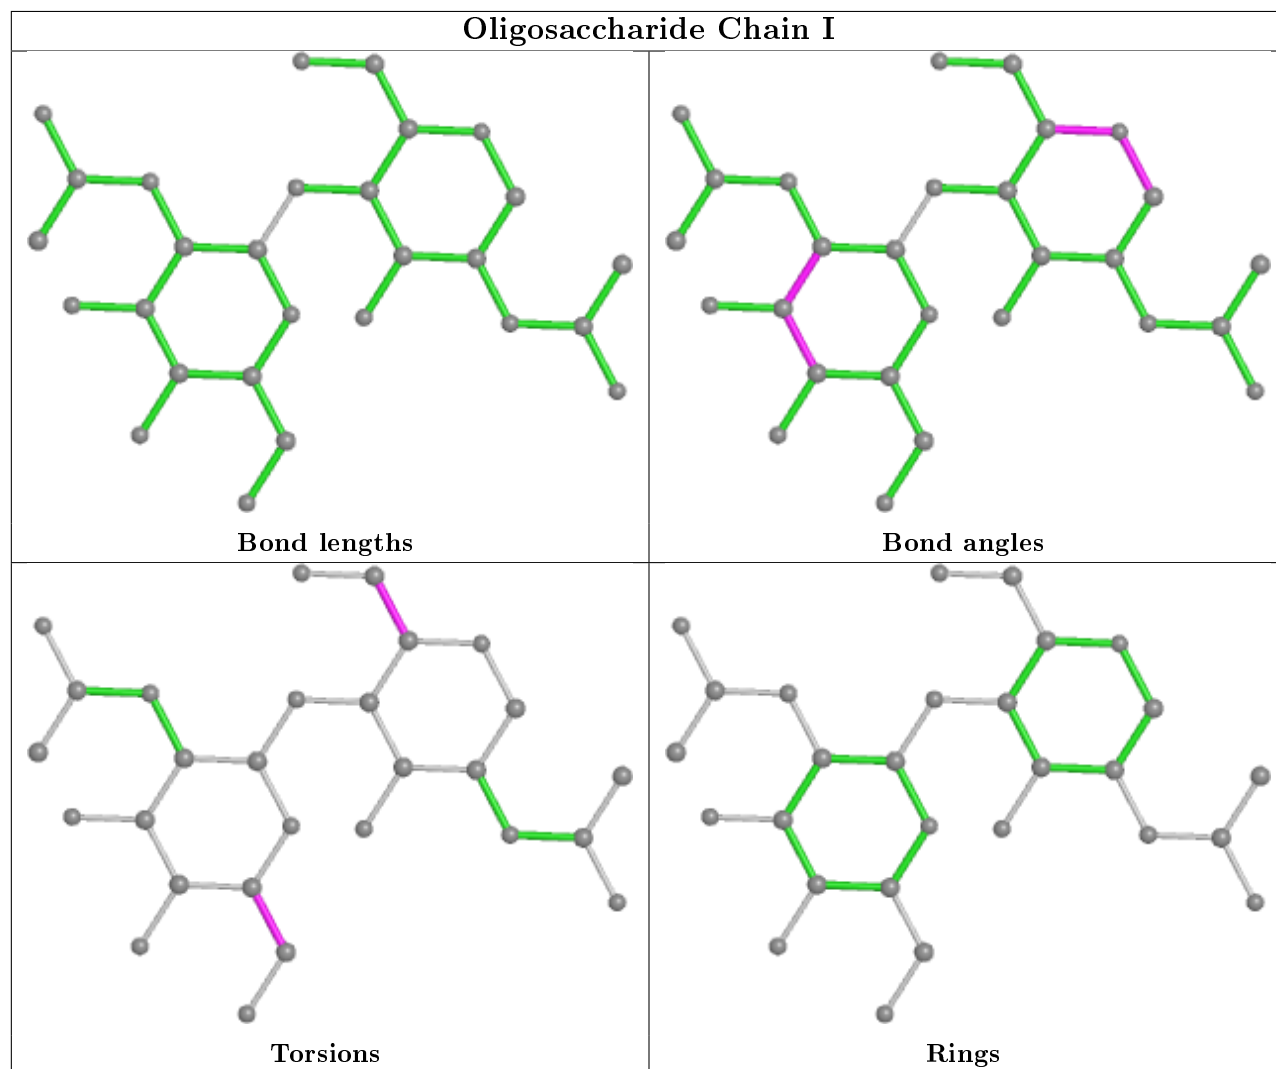 Oligosaccharide Chain I
Bond lengths
Bond angles
Torsions
Rings